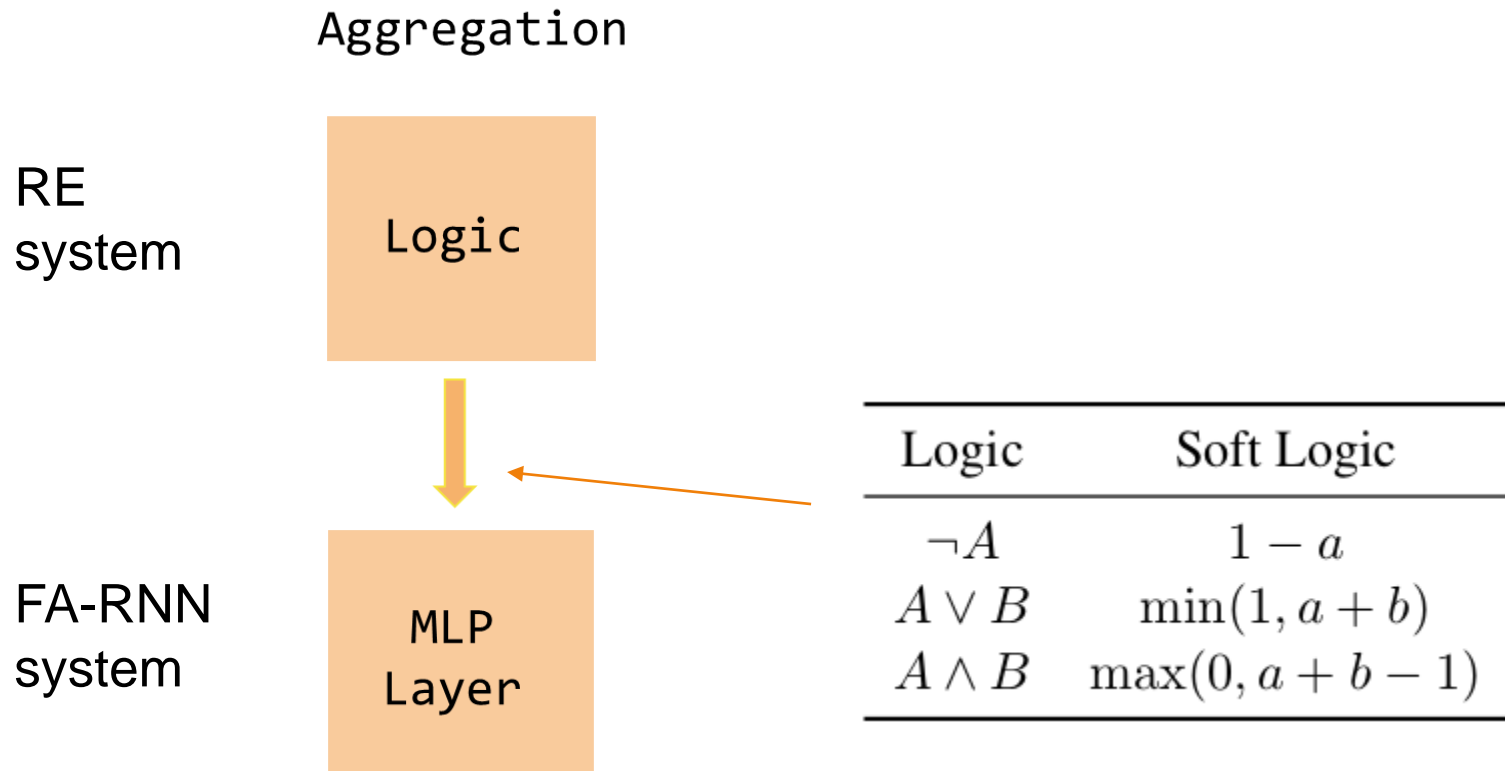 Aggregation
RE
system
Logic
FA-RNN
system
MLP
Layer
Logic Soft Logic
¬A 1 − a
A ∨ B min(1, a + b)
A ∧ B max(0, a + b − 1)